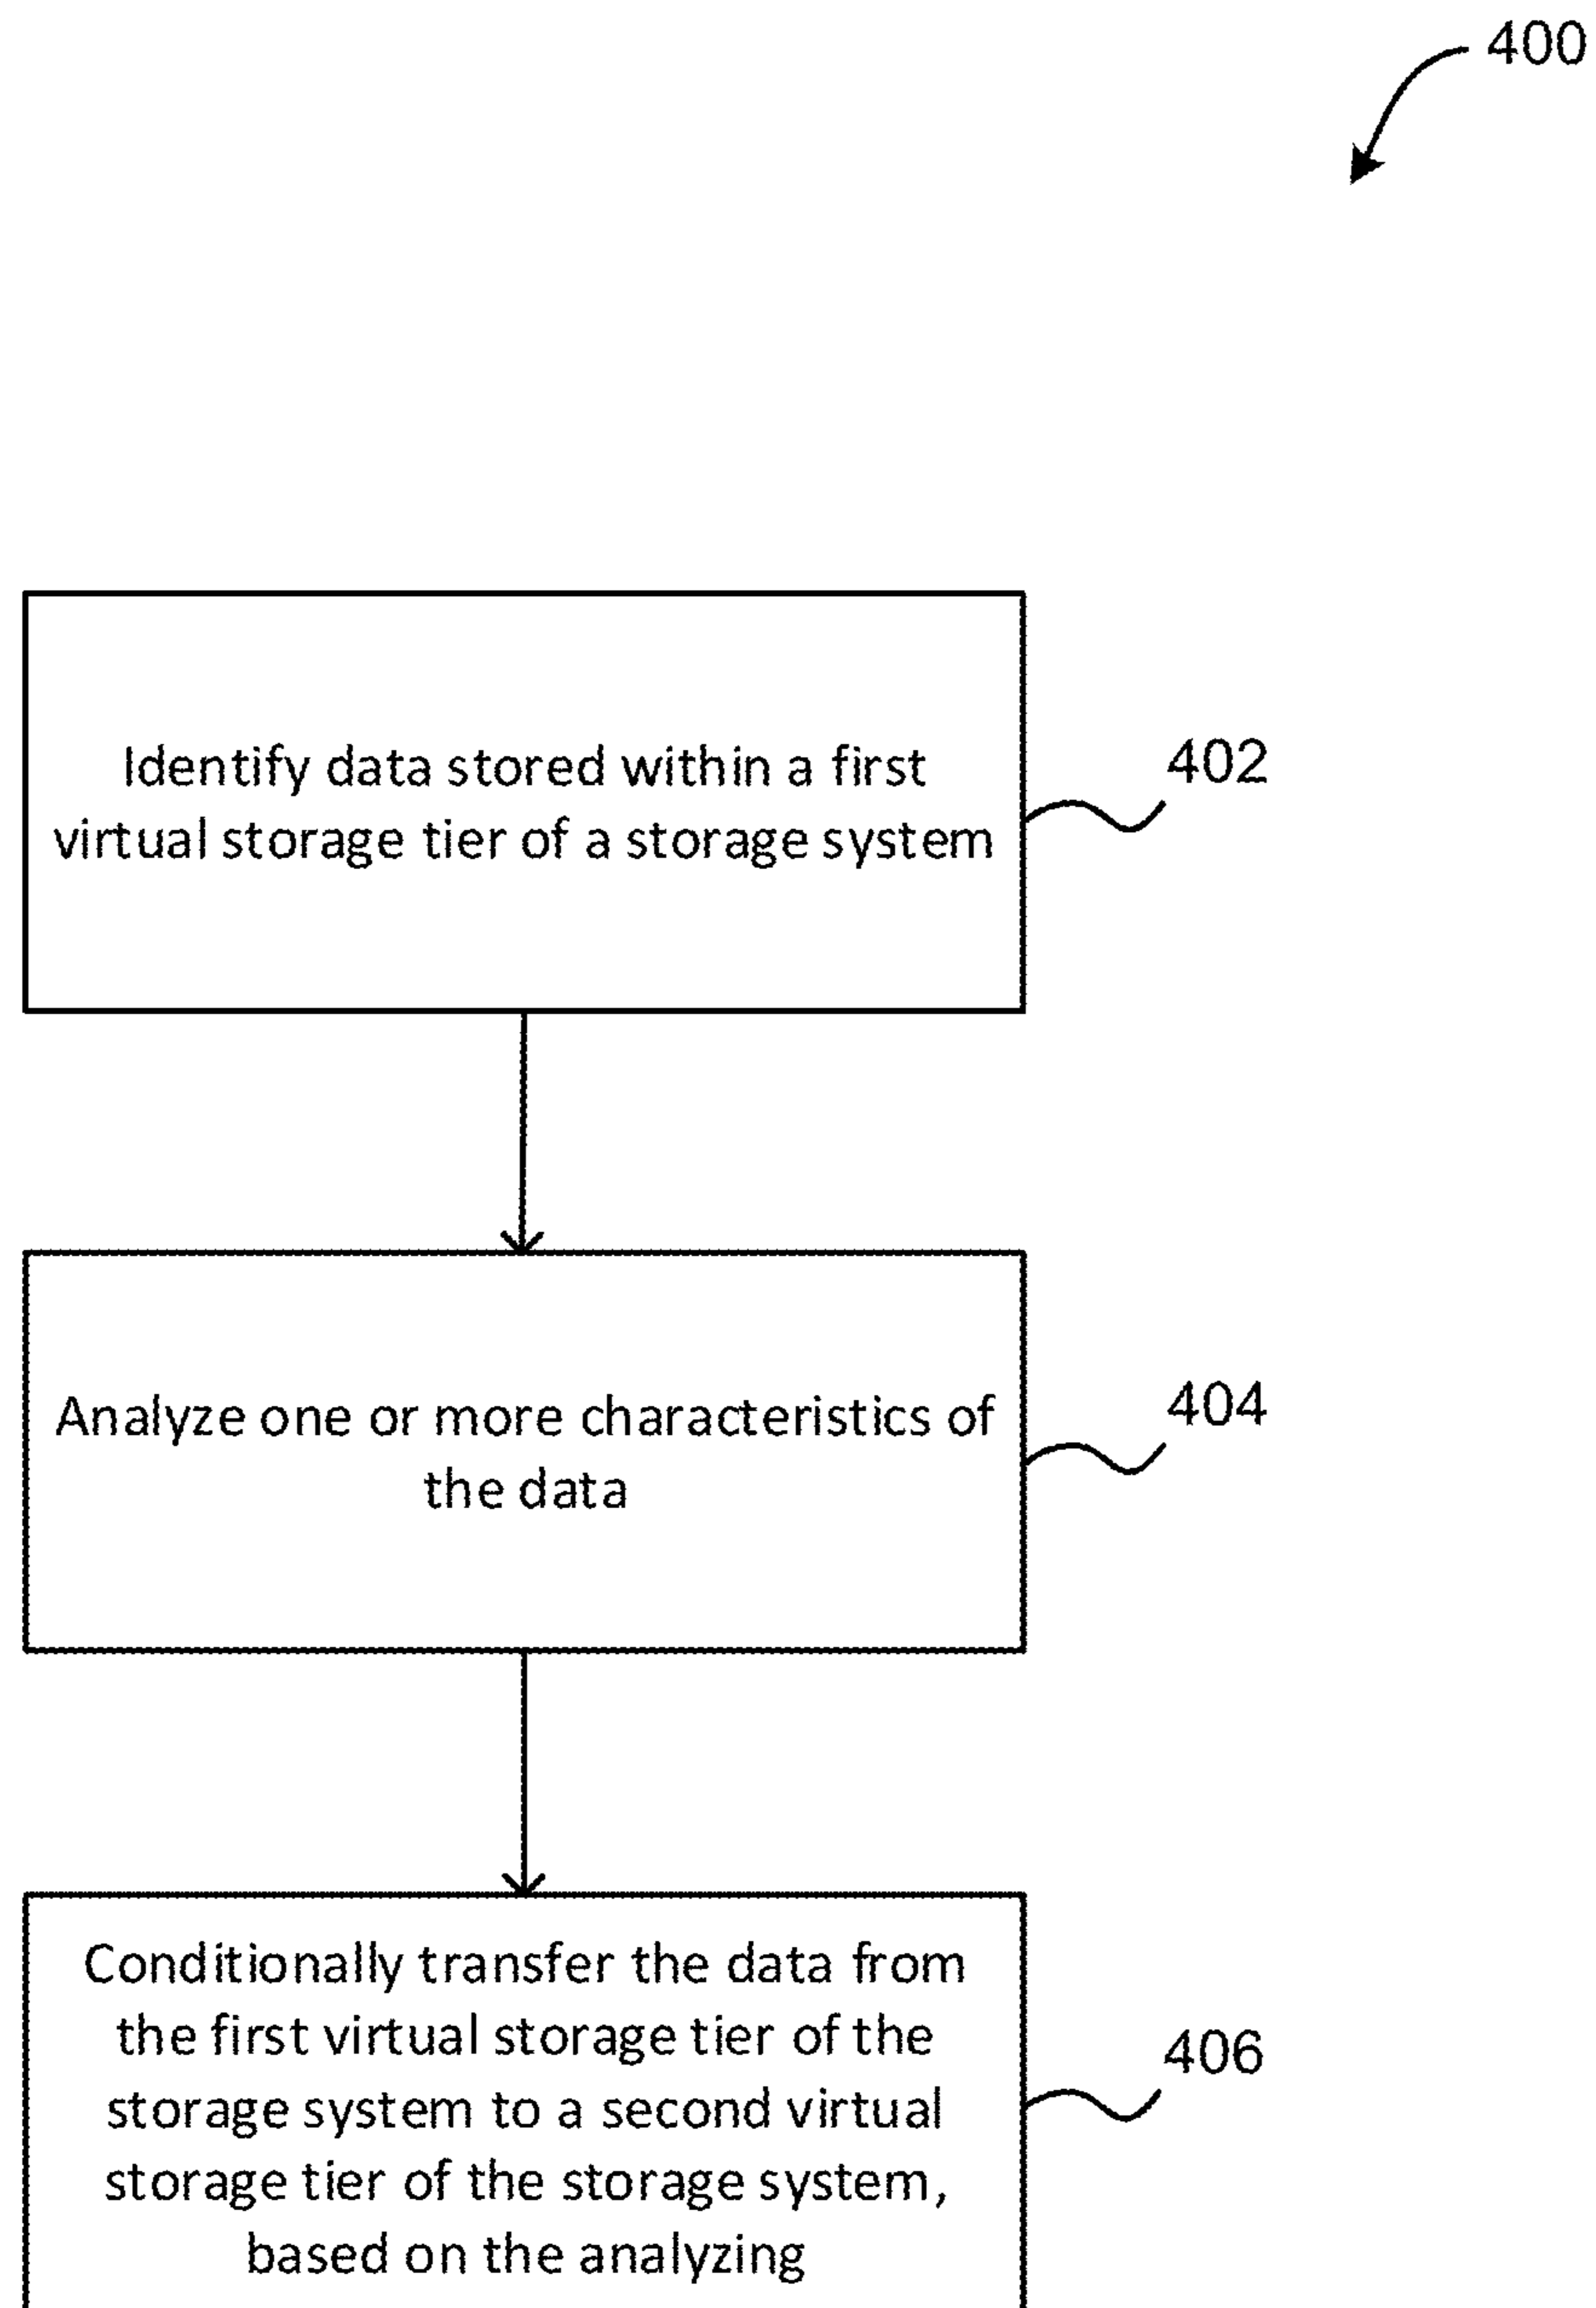 400
Identify data stored within a first
virtual storage tier of a storage system
402
Analyze one or more characteristics of
the data
404
Conditionally transfer the data from
the first virtual storage tier of the
storage system to a second virtual
storage tier of the storage system,
based on the analyzing
406